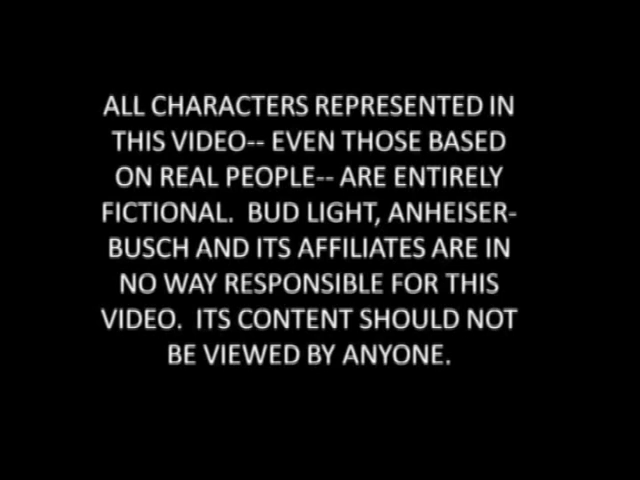 ALL CHARACTERS REPRESENTED IN
THIS VIDEO-- EVEN THOSE BASED
ON REAL PEOPLE-- ARE ENTIRELY
FICTIONAL.  BUD LIGHT, ANHEISER-
BUSCH AND ITS AFFILIATES ARE IN
NO WAY RESPONSIBLE FOR THIS
VIDEO.  ITS CONTENT SHOULD NOT
BE VIEWED BY ANYONE.